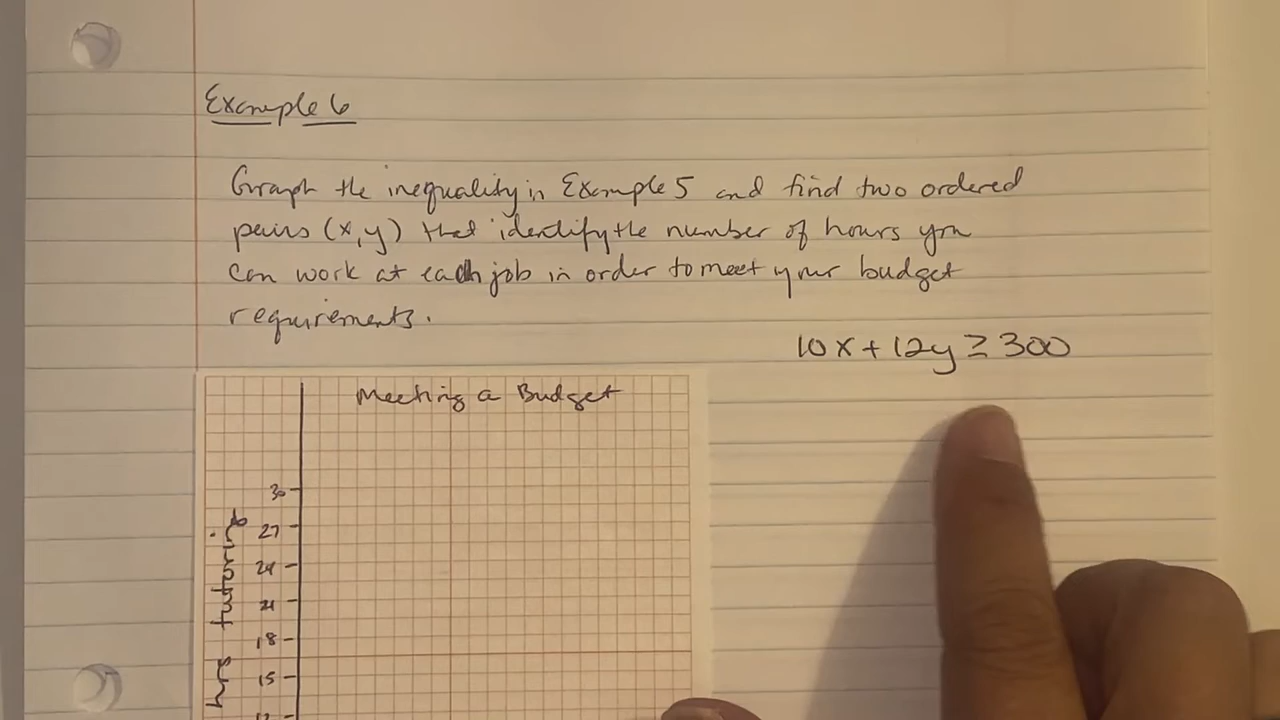 Example 6
Graph the inequality in Example 5 and find two ordered
pairs (x,y) that identify the number of hours you
can work at each job in order to meet your budget
requirements.
10x + 12y ≥ 300
Meeting a Budget
30
27
24
21
18
15
12
hrs tutoring